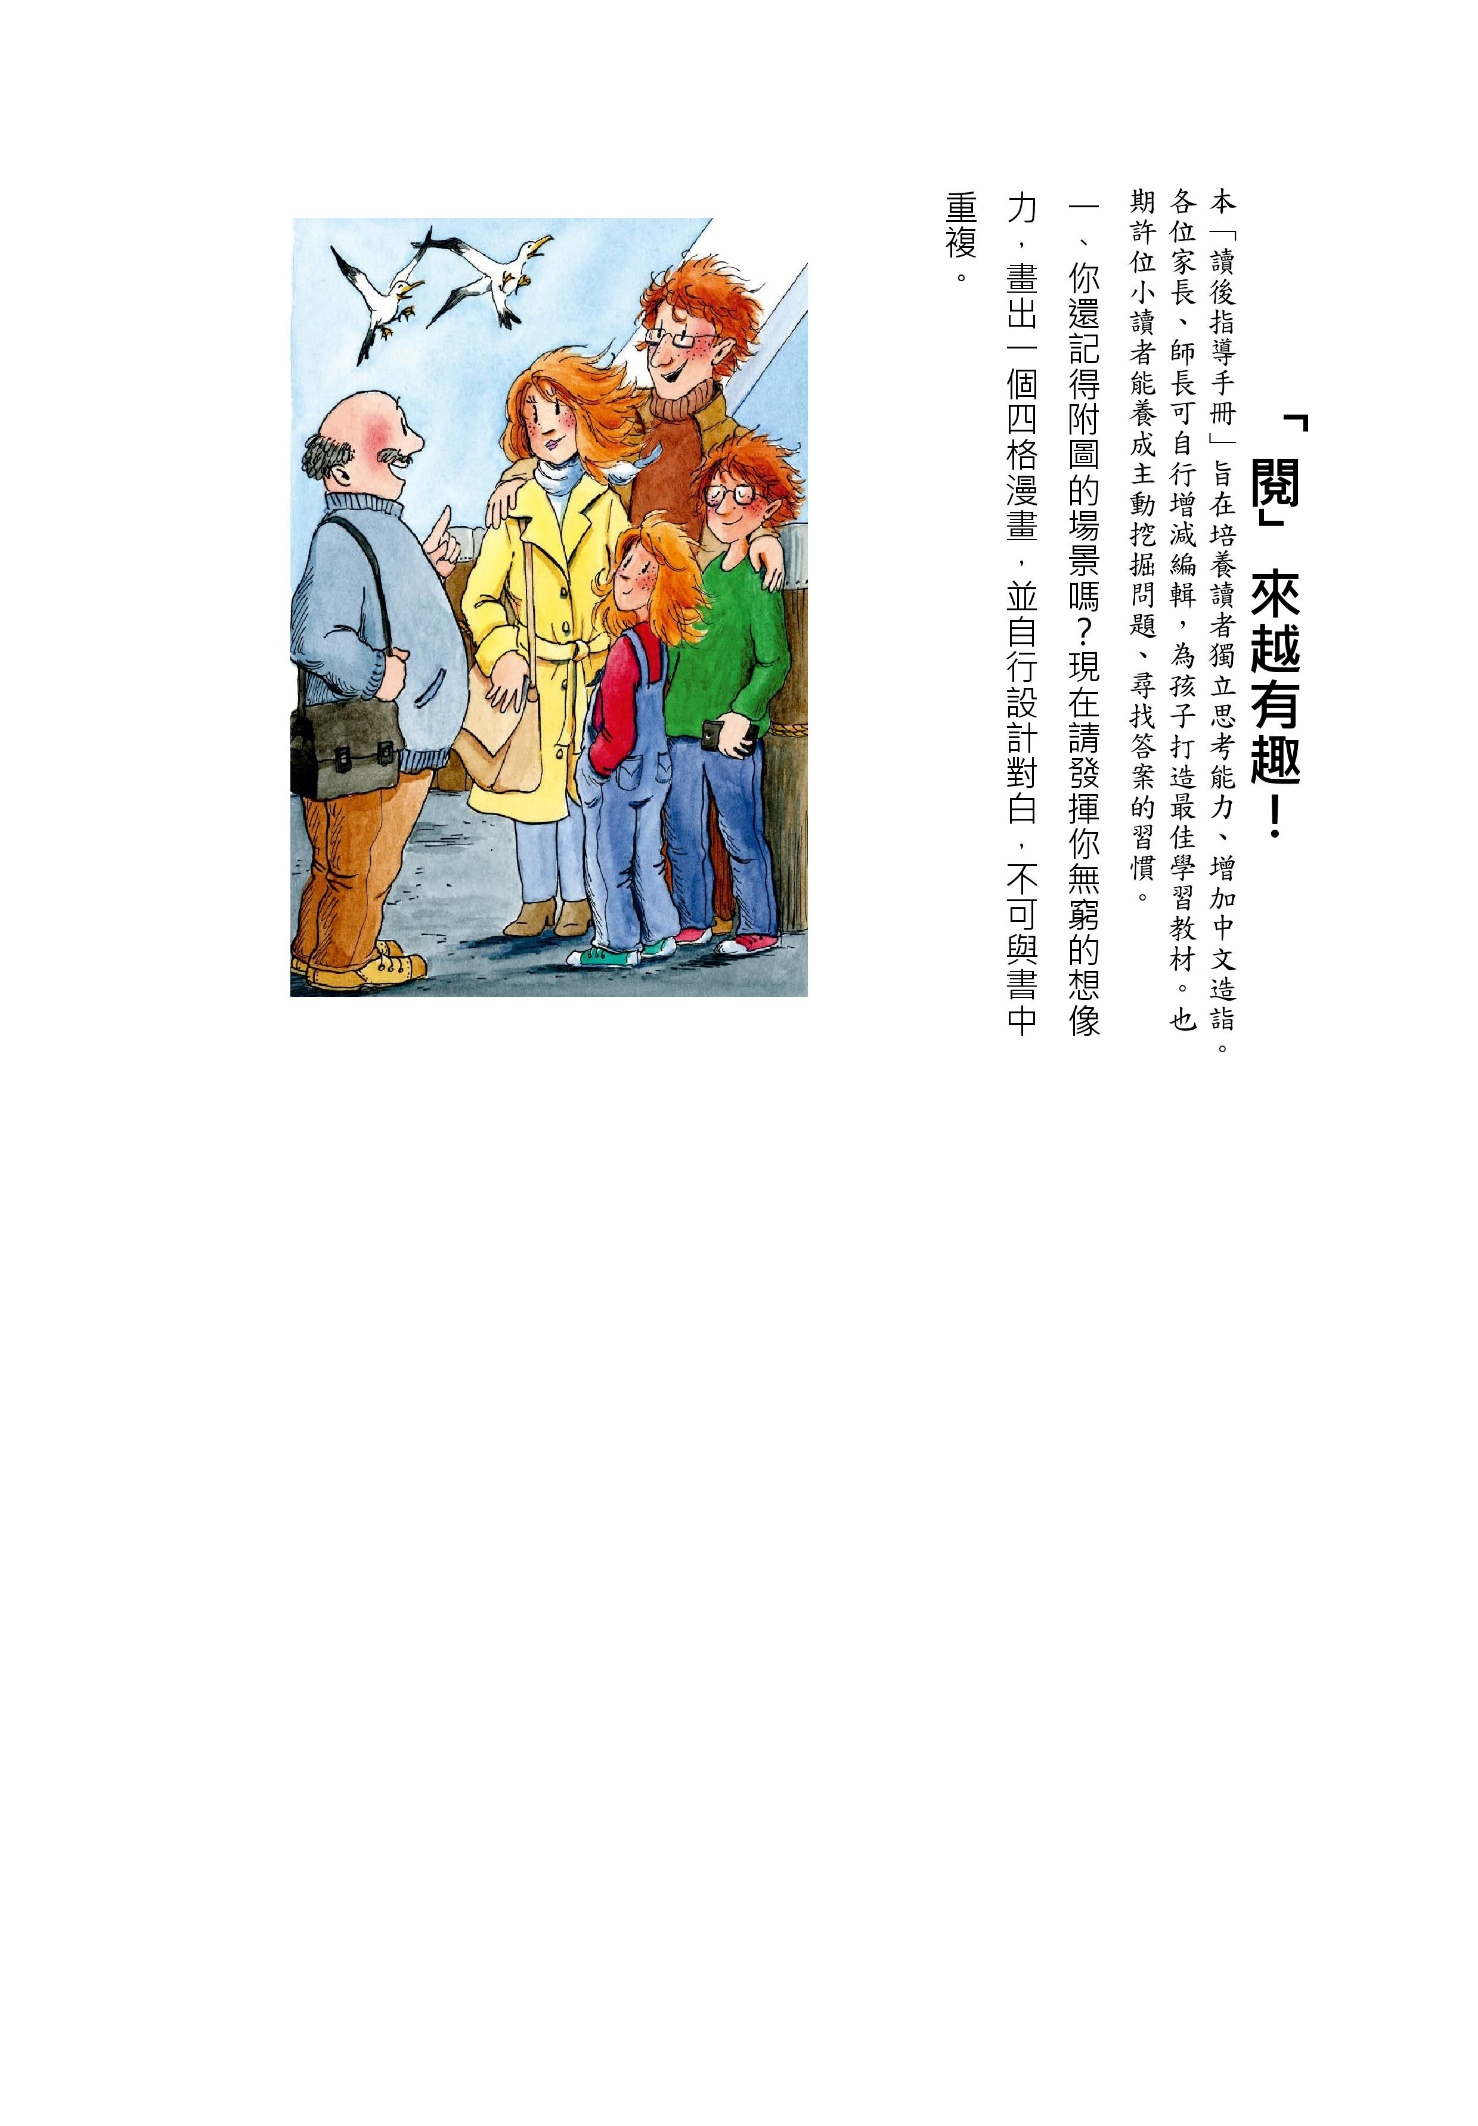 「閱」來越有趣！
本「讀後指導手冊」旨在培養讀者獨立思考能力、增加中文造詣。
各位家長、師長可自行增減編輯，為孩子打造最佳學習教材。也
期許位小讀者能養成主動挖掘問題、尋找答案的習慣。
一、你還記得附圖的場景嗎？現在請發揮你無窮的想像
力，畫出一個四格漫畫，並自行設計對白，不可與書中
重複。